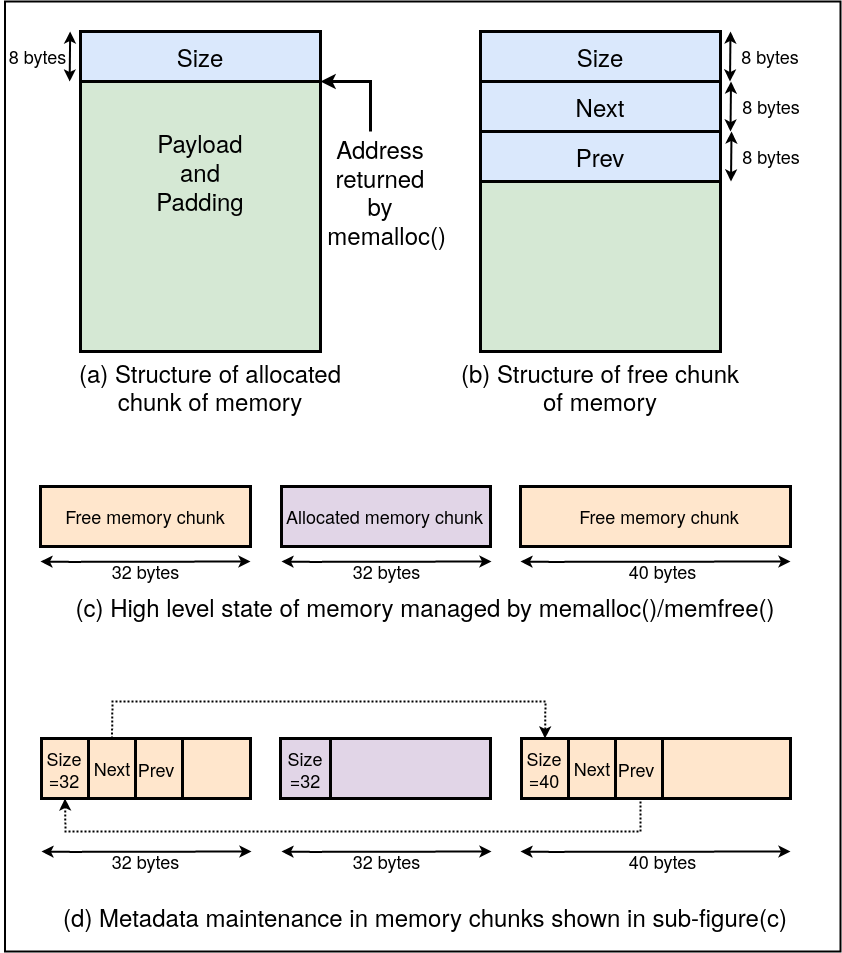 8 bytes
Size
Payload
and
Padding
Address
returned
by
memalloc()
(a) Structure of allocated
chunk of memory
Size
8 bytes
Next
8 bytes
Prev
8 bytes
(b) Structure of free chunk
of memory
Free memory chunk
Allocated memory chunk
Free memory chunk
32 bytes
32 bytes
40 bytes
(c) High level state of memory managed by memalloc()/memfree()
Size
=32
Next
Prev
Size
=32
Size
=40
Next
Prev
32 bytes
32 bytes
40 bytes
(d) Metadata maintenance in memory chunks shown in sub-figure(c)